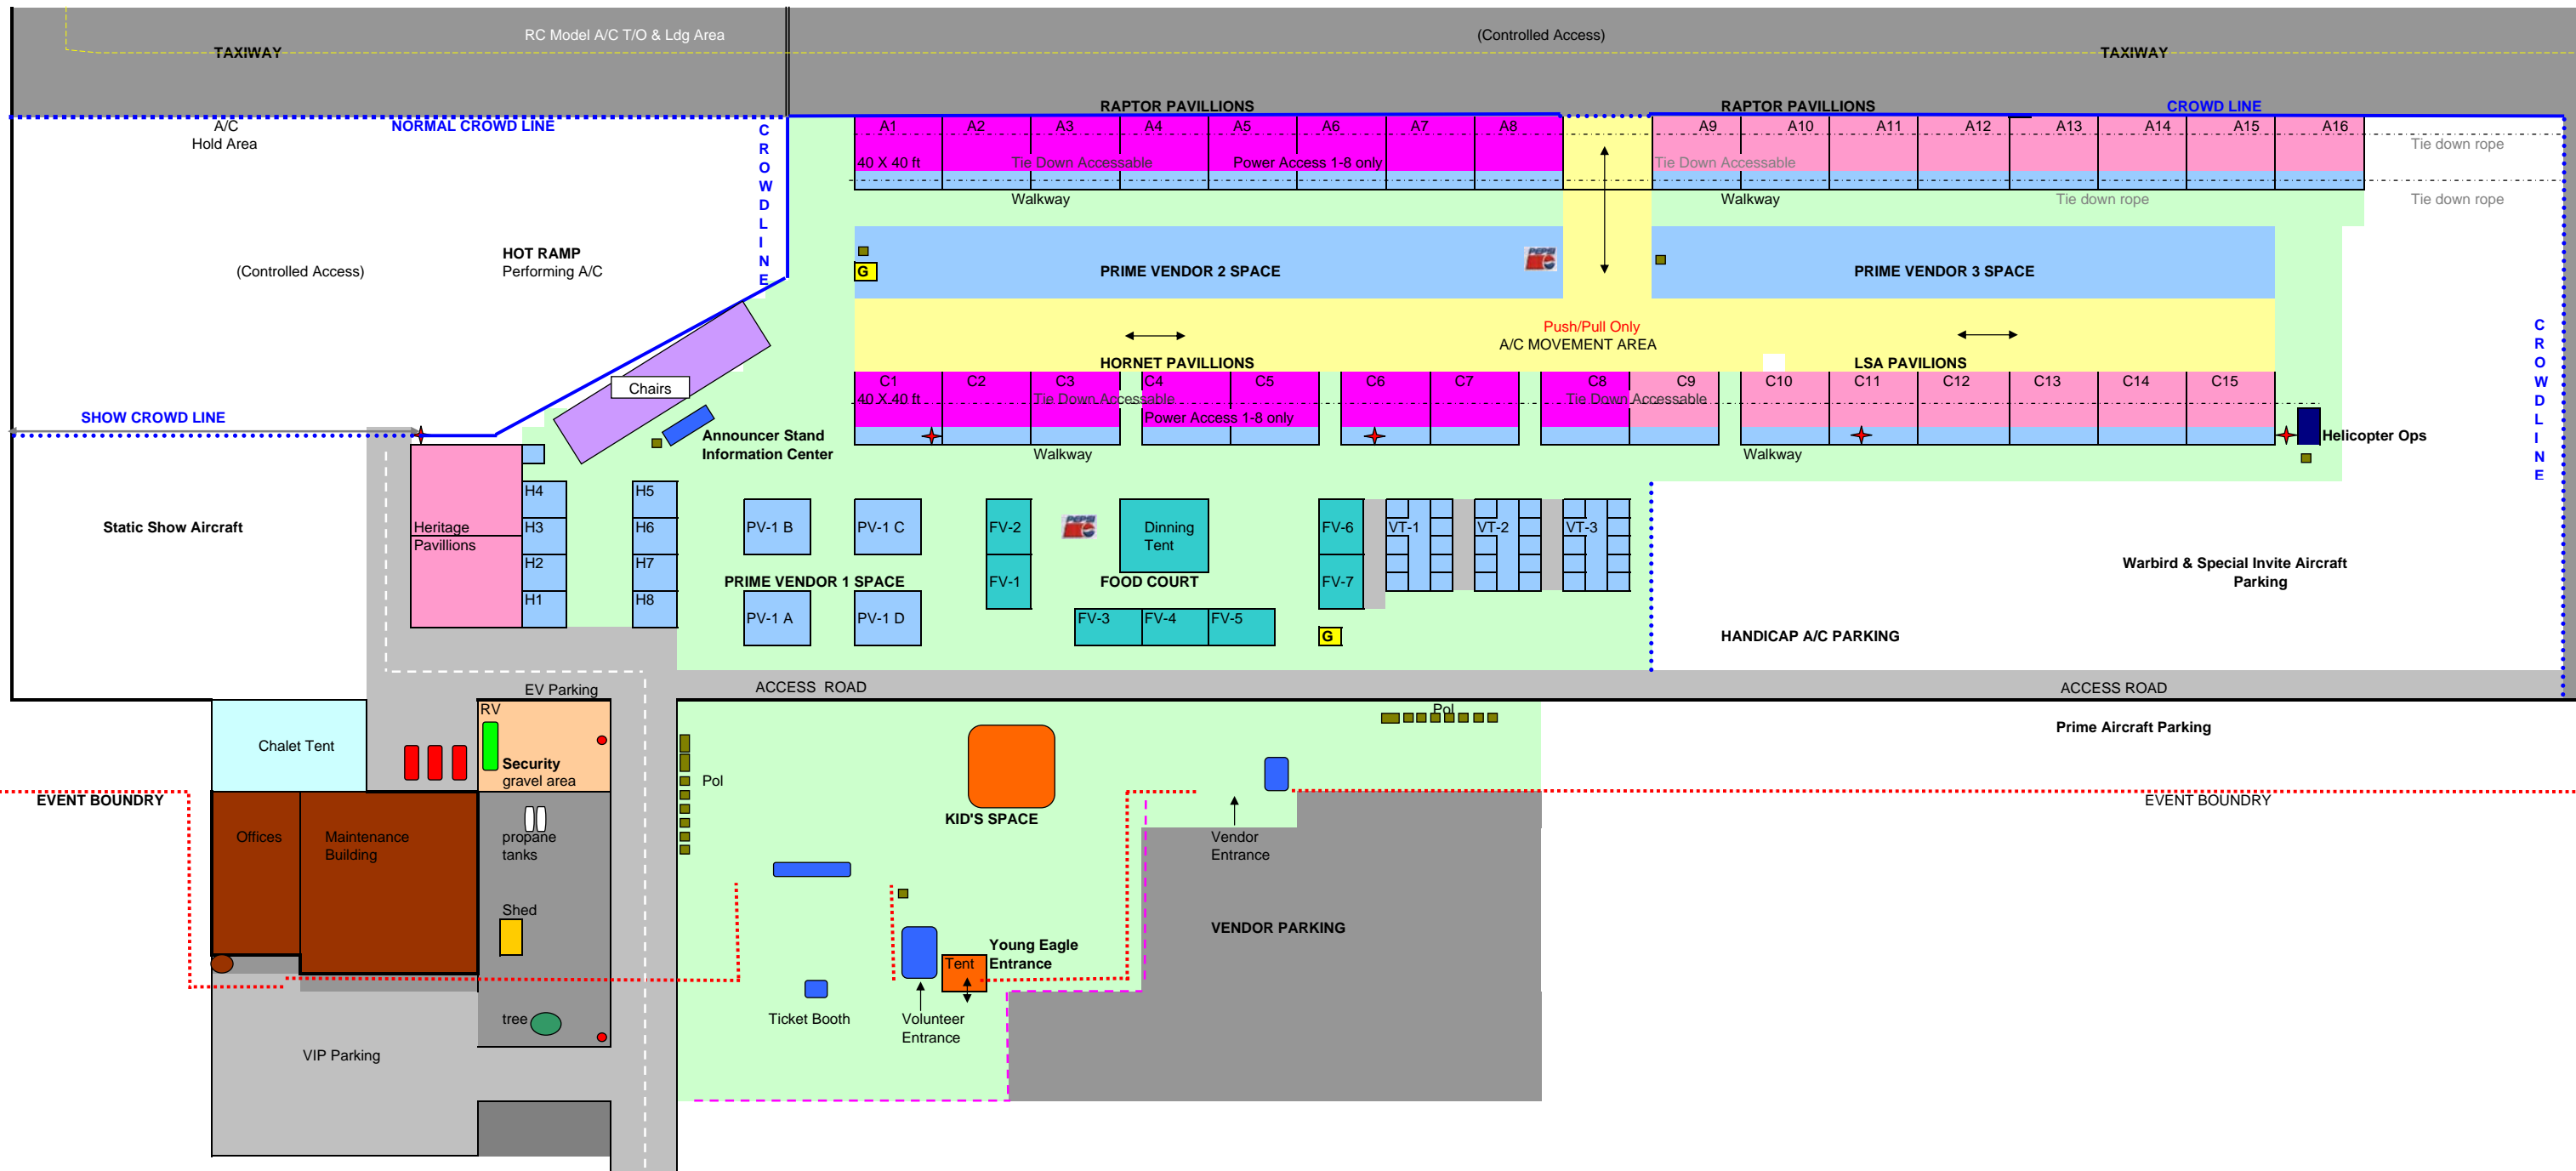 RC Model A/C T/O & Ldg Area
(Controlled Access)
TAXIWAY
TAXIWAY
RAPTOR PAVILLIONS
RAPTOR PAVILLIONS
CROWD LINE
A/C
Hold Area
NORMAL CROWD LINE
CROWDLINE
A1 A2 A3 A4 A5 A6 A7 A8
A9 A10 A11 A12 A13 A14 A15 A16
40 X 40 ft
Tie Down Accessable
Power Access 1-8 only
Tie Down Accessable
Tie down rope
Walkway
Walkway
Tie down rope
Tie down rope
(Controlled Access)
HOT RAMP
Performing A/C
G
PRIME VENDOR 2 SPACE
PEPSI
PRIME VENDOR 3 SPACE
Push/Pull Only
A/C MOVEMENT AREA
HORNET PAVILLIONS
LSA PAVILIONS
CROWDLINE
Chairs
C1 C2 C3 C4 C5 C6 C7 C8 C9 C10 C11 C12 C13 C14 C15
40 X 40 ft
Tie Down Accessable
Power Access 1-8 only
Tie Down Accessable
SHOW CROWD LINE
Announcer Stand
Information Center
Walkway
Walkway
Helicopter Ops
Static Show Aircraft
Heritage
Pavillions
H4
H3
H2
H1
H5
H6
H7
H8
PV-1 B
PV-1 C
PRIME VENDOR 1 SPACE
PV-1 A
PV-1 D
FV-2
FV-1
PEPSI
Dinning
Tent
FOOD COURT
FV-3 FV-4 FV-5
FV-6
FV-7
G
VT-1 VT-2 VT-3
Warbird & Special Invite Aircraft
Parking
HANDICAP A/C PARKING
EV Parking
ACCESS ROAD
ACCESS ROAD
RV
Chalet Tent
Security
gravel area
Pol
Pol
Prime Aircraft Parking
EVENT BOUNDRY
EVENT BOUNDRY
KID'S SPACE
Offices
Maintenance
Building
propane
tanks
Vendor
Entrance
Shed
VENDOR PARKING
Young Eagle
Entrance
Tent
tree
Ticket Booth
Volunteer
Entrance
VIP Parking